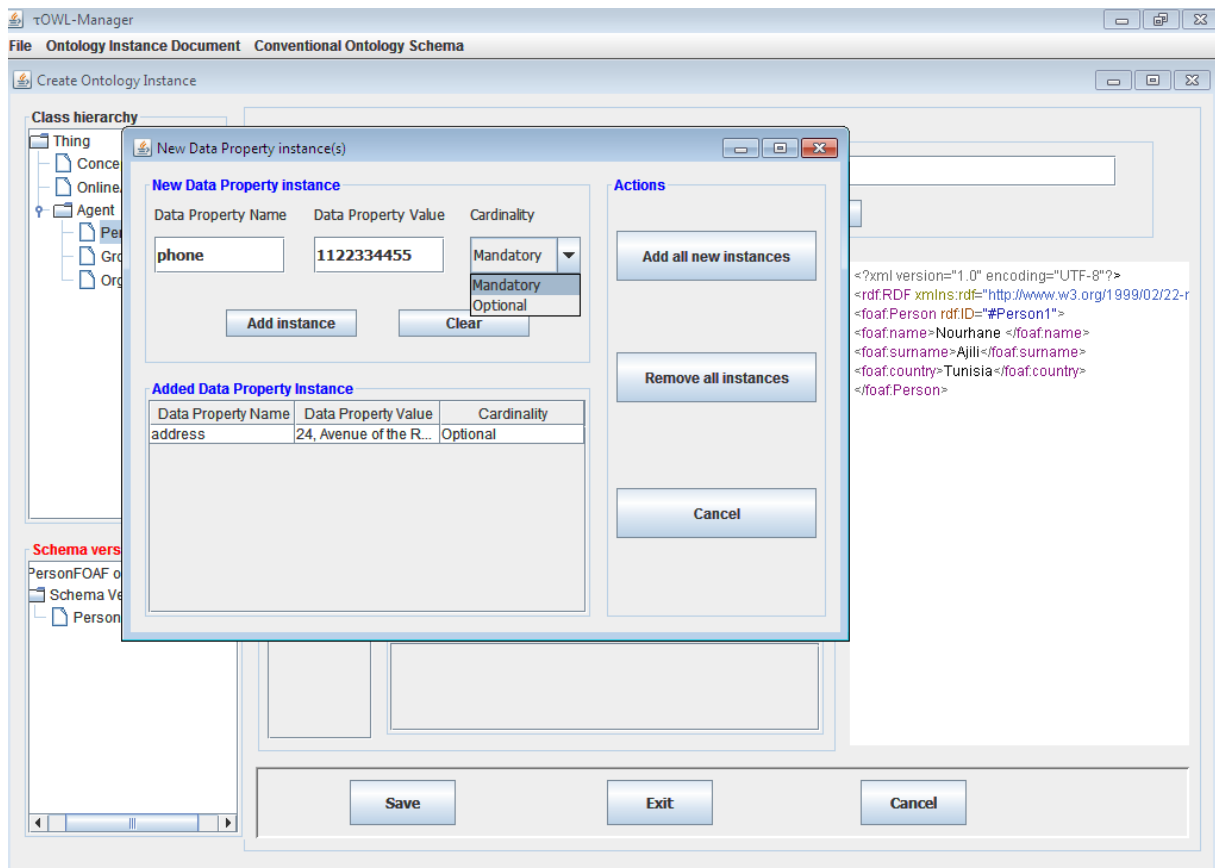 τOWL-Manager
File Ontology Instance Document Conventional Ontology Schema
Create Ontology Instance
Class hierarchy
Thing
Agent
Schema vers
PersonFOAF o
Schema Ve
Person
New Data Property instance(s)
New Data Property instance
Data Property Name Data Property Value Cardinality
phone 1122334455 Mandatory
Mandatory
Optional
Add instance Clear
Added Data Property Instance
Data Property Name Data Property Value Cardinality
address 24, Avenue of the R... Optional
Actions
Add all new instances
Remove all instances
Cancel
<?xml version="1.0" encoding="UTF-8"?>
<rdf:RDF xmlns:rdf="http://www.w3.org/1999/02/22-r
<foaf:Person rdf:ID="#Person1">
<foaf:name>Nourhane </foaf:name>
<foaf:surname>Ajili</foaf:surname>
<foaf:country>Tunisia</foaf:country>
</foaf:Person>
Save Exit Cancel